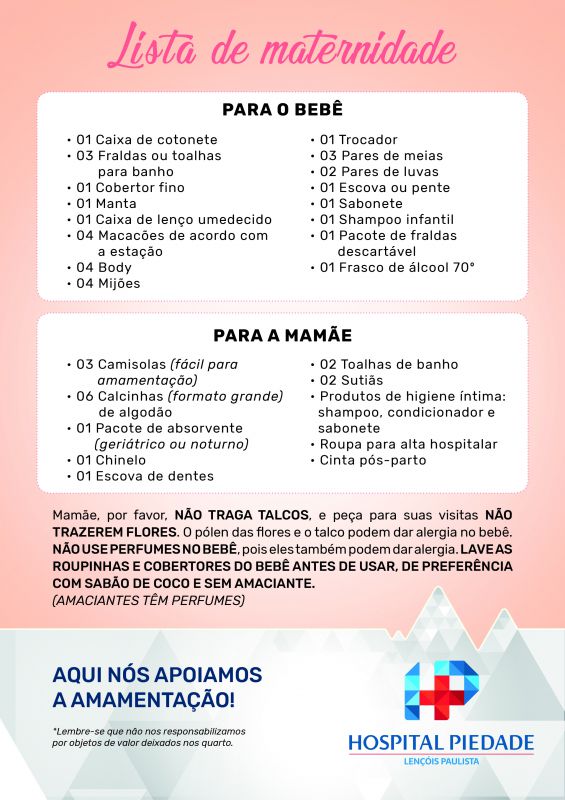 Lista de maternidade
PARA O BEBÊ
• 01 Caixa de cotonete
• 03 Fraldas ou toalhas
para banho
• 01 Cobertor fino
• 01 Manta
• 01 Caixa de lenço umedecido
• 04 Macacões de acordo com
a estação
• 04 Body
• 04 Mijões
• 01 Trocador
• 03 Pares de meias
• 02 Pares de luvas
• 01 Escova ou pente
• 01 Sabonete
• 01 Shampoo infantil
• 01 Pacote de fraldas
descartável
• 01 Frasco de álcool 70º
PARA A MAMÃE
• 03 Camisolas (fácil para
amamentação)
• 06 Calcinhas (formato grande)
de algodão
• 01 Pacote de absorvente
(geriátrico ou noturno)
• 01 Chinelo
• 01 Escova de dentes
• 02 Toalhas de banho
• 02 Sutiãs
• Produtos de higiene íntima:
shampoo, condicionador e
sabonete
• Roupa para alta hospitalar
• Cinta pós-parto
Mamãe, por favor, NÃO TRAGA TALCOS, e peça para suas visitas NÃO
TRAZEREM FLORES. O pólen das flores e o talco podem dar alergia no bebê.
NÃO USE PERFUMES NO BEBÊ, pois eles também podem dar alergia. LAVE AS
ROUPINHAS E COBERTORES DO BEBÊ ANTES DE USAR, DE PREFERÊNCIA
COM SABÃO DE COCO E SEM AMACIANTE.
(AMACIANTES TÊM PERFUMES)
AQUI NÓS APOIAMOS
A AMAMENTAÇÃO!
*Lembre-se que não nos responsabilizamos
por objetos de valor deixados nos quarto.
HOSPITAL PIEDADE
LENÇÓIS PAULISTA